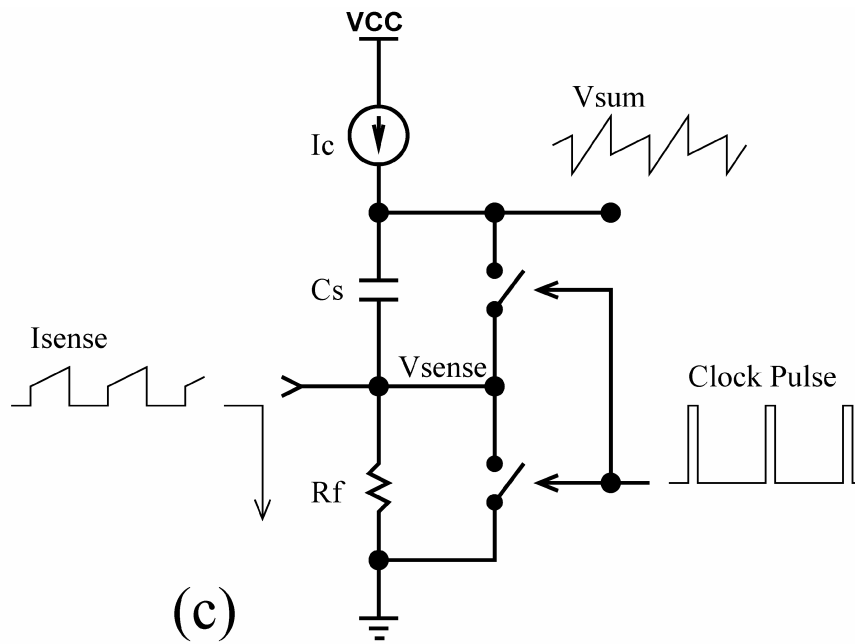 VCC
Vsum
Ic
Cs
Isense
Vsense
Clock Pulse
Rf
(c)